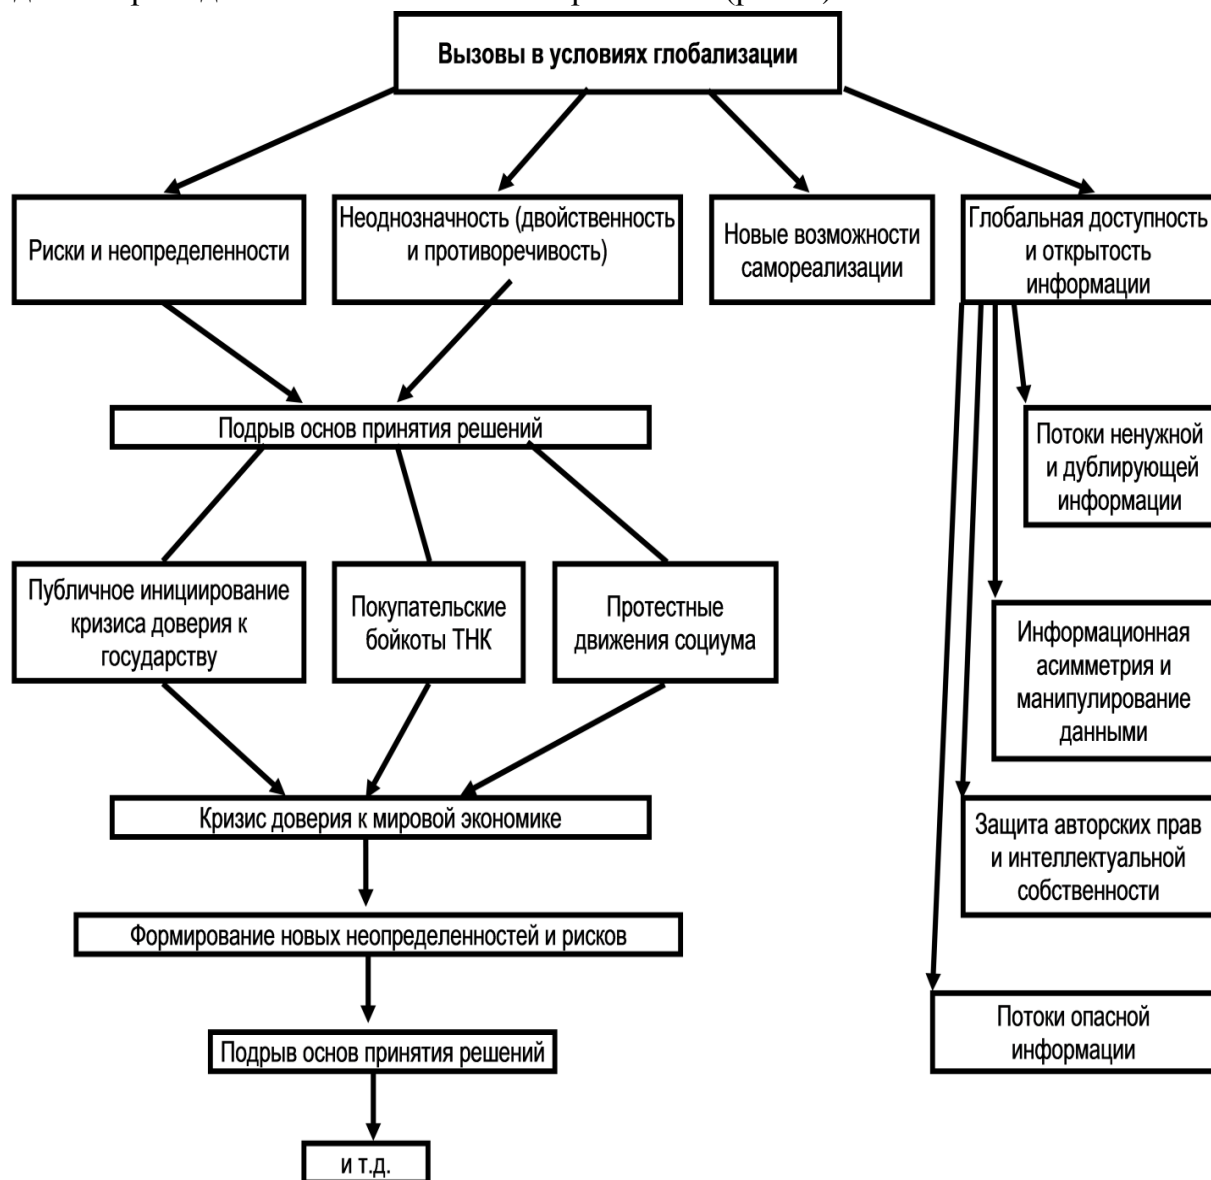 Вызовы в условиях глобализации
Риски и неопределенности
Неоднозначность (двойственность
и противоречивость)
Новые возможности
самореализации
Глобальная доступность
и открытость
информации
Подрыв основ принятия решений
Потоки ненужной
и дублирующей
информации
Публичное инициирование
кризиса доверия к
государству
Покупательские
бойкоты ТНК
Протестные
движения социума
Информационная
асимметрия и
манипулирование
данными
Кризис доверия к мировой экономике
Защита авторских прав
и интеллектуальной
собственности
Формирование новых неопределенностей и рисков
Потоки опасной
информации
Подрыв основ принятия решений
и т.д.